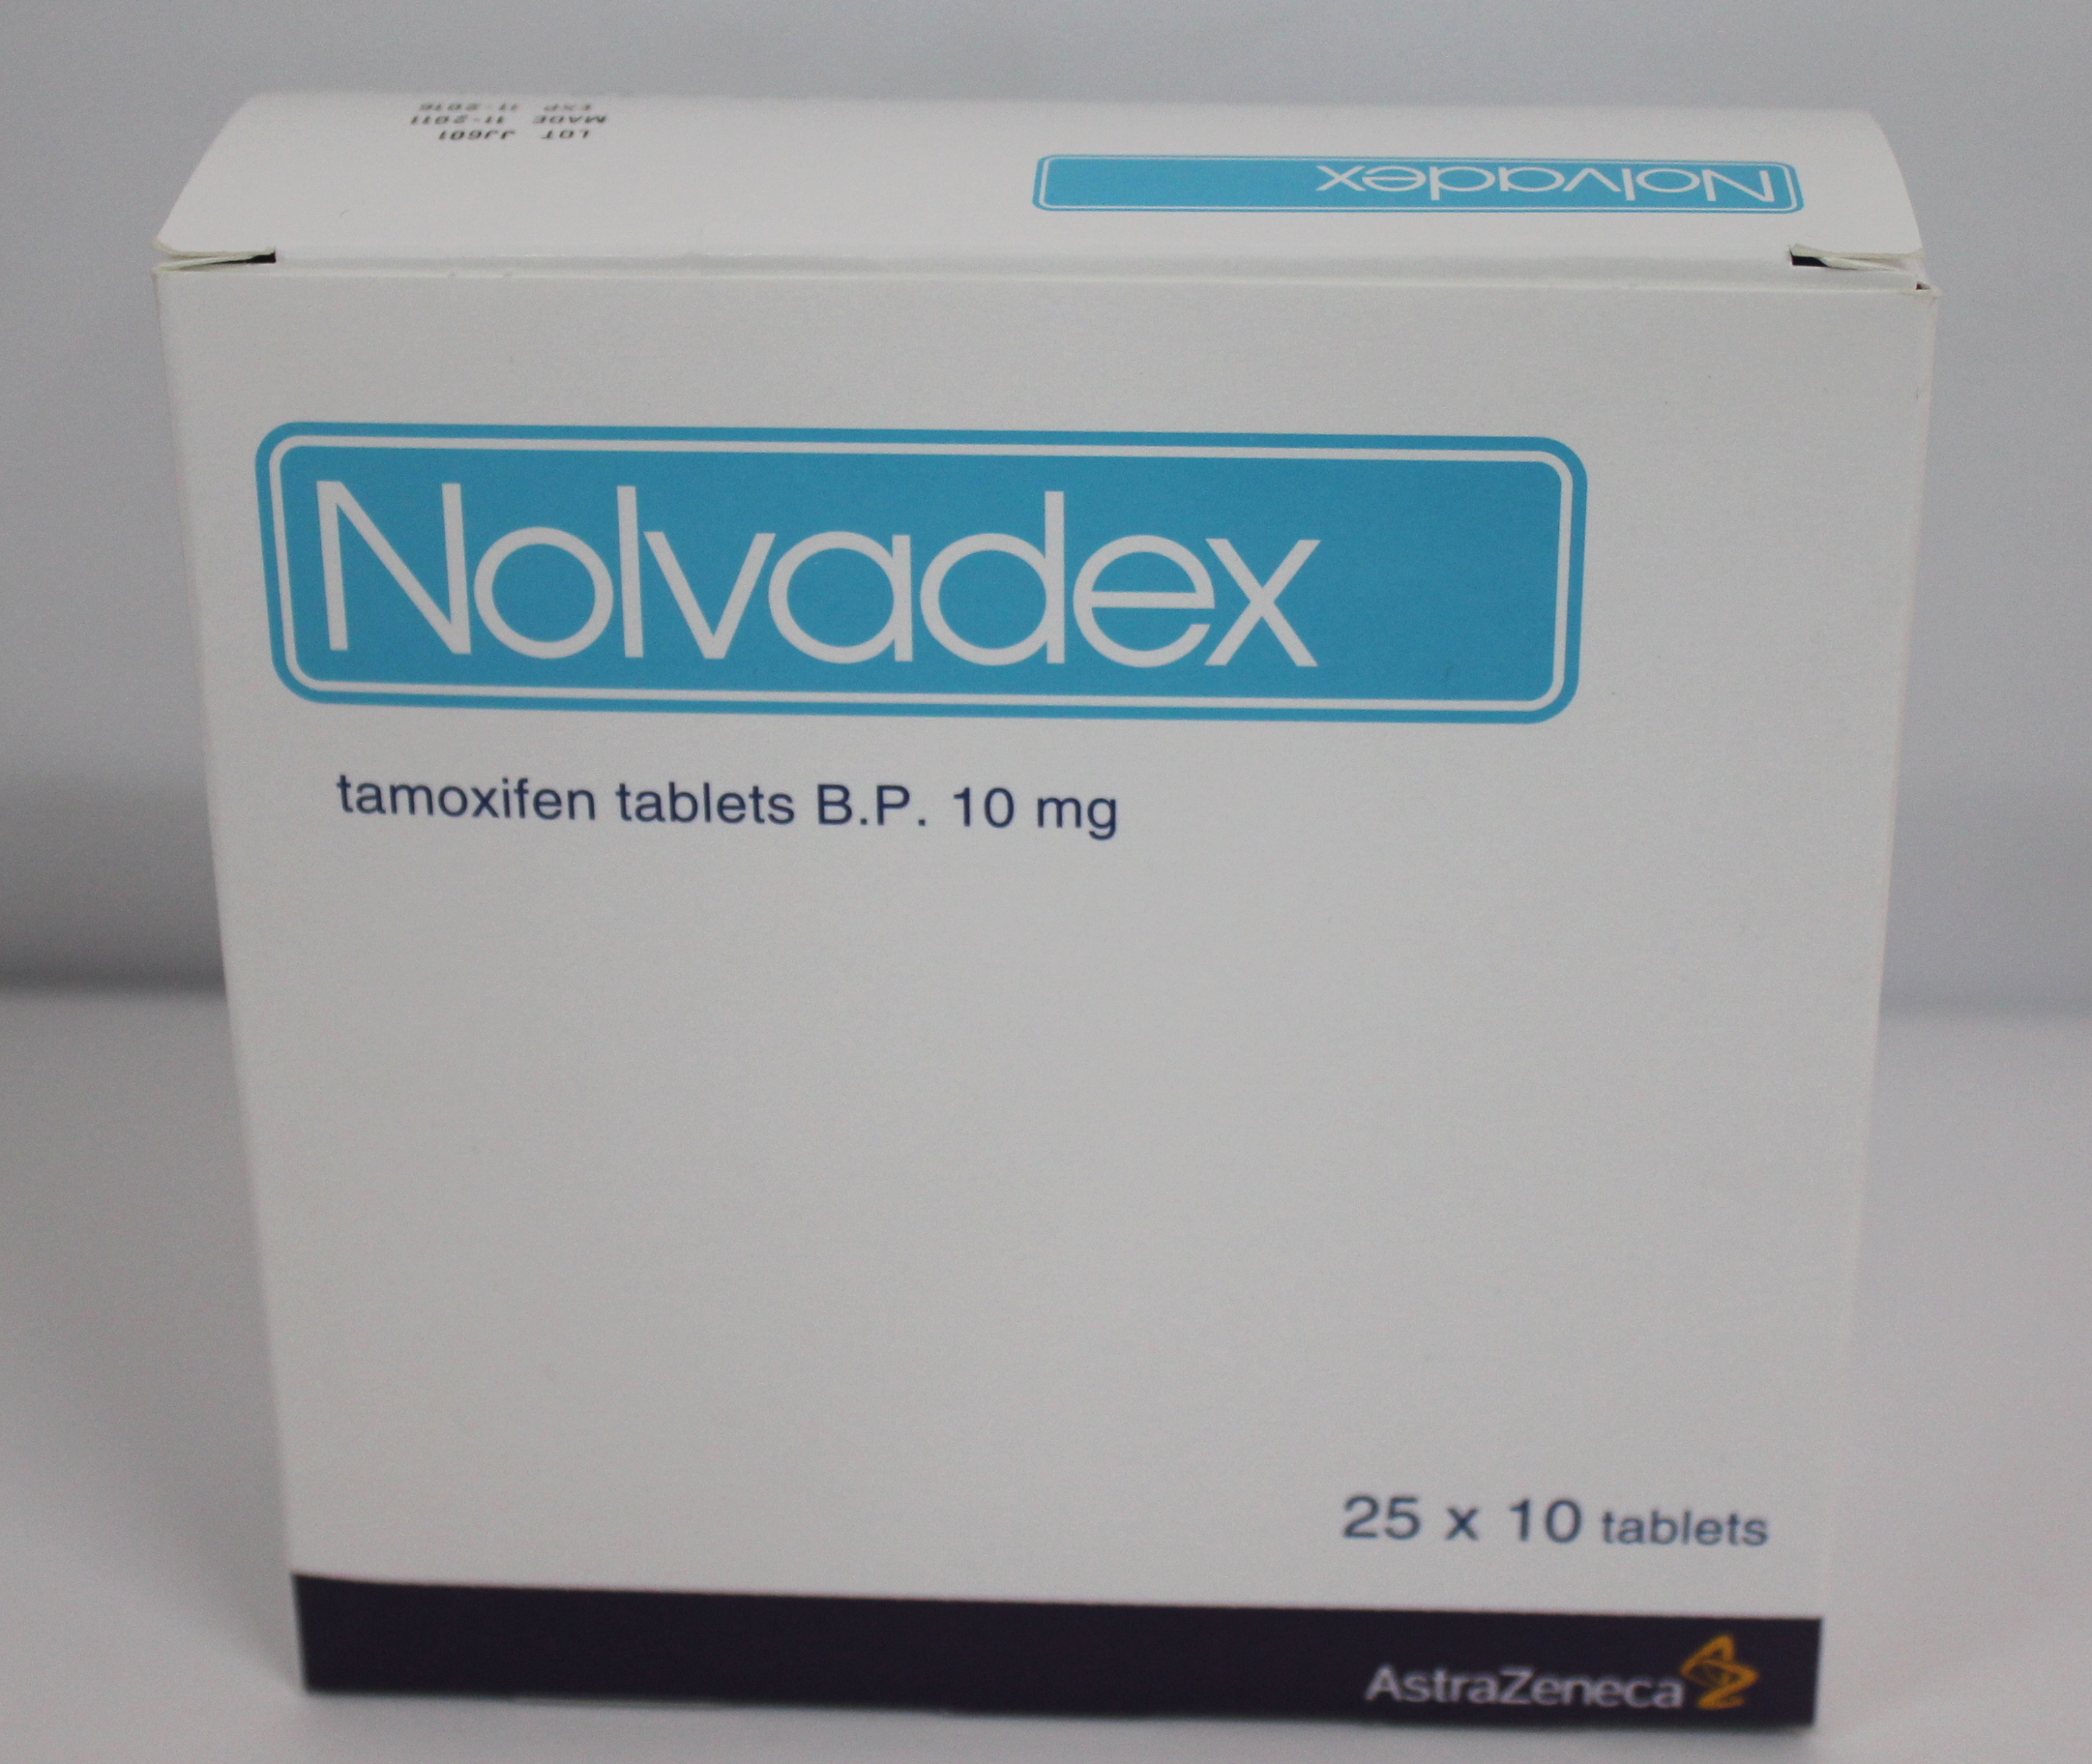 LOT JJ601
MADE 11-2011
EXP 11-2016
Nolvadex
Nolvadex
tamoxifen tablets B.P. 10 mg
25 x 10 tablets
AstraZeneca